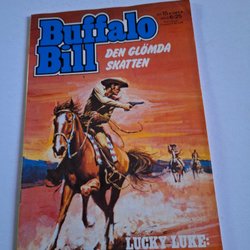 Buffalo
Bill
DEN GLÖMDA
SKATTEN
LUCKY LUKE: